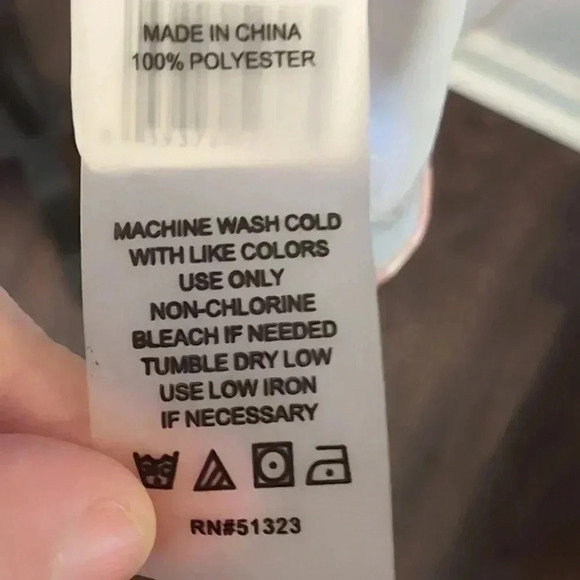 MADE IN CHINA
100% POLYESTER
MACHINE WASH COLD
WITH LIKE COLORS
USE ONLY
NON-CHLORINE
BLEACH IF NEEDED
TUMBLE DRY LOW
USE LOW IRON
IF NECESSARY
RN#51323